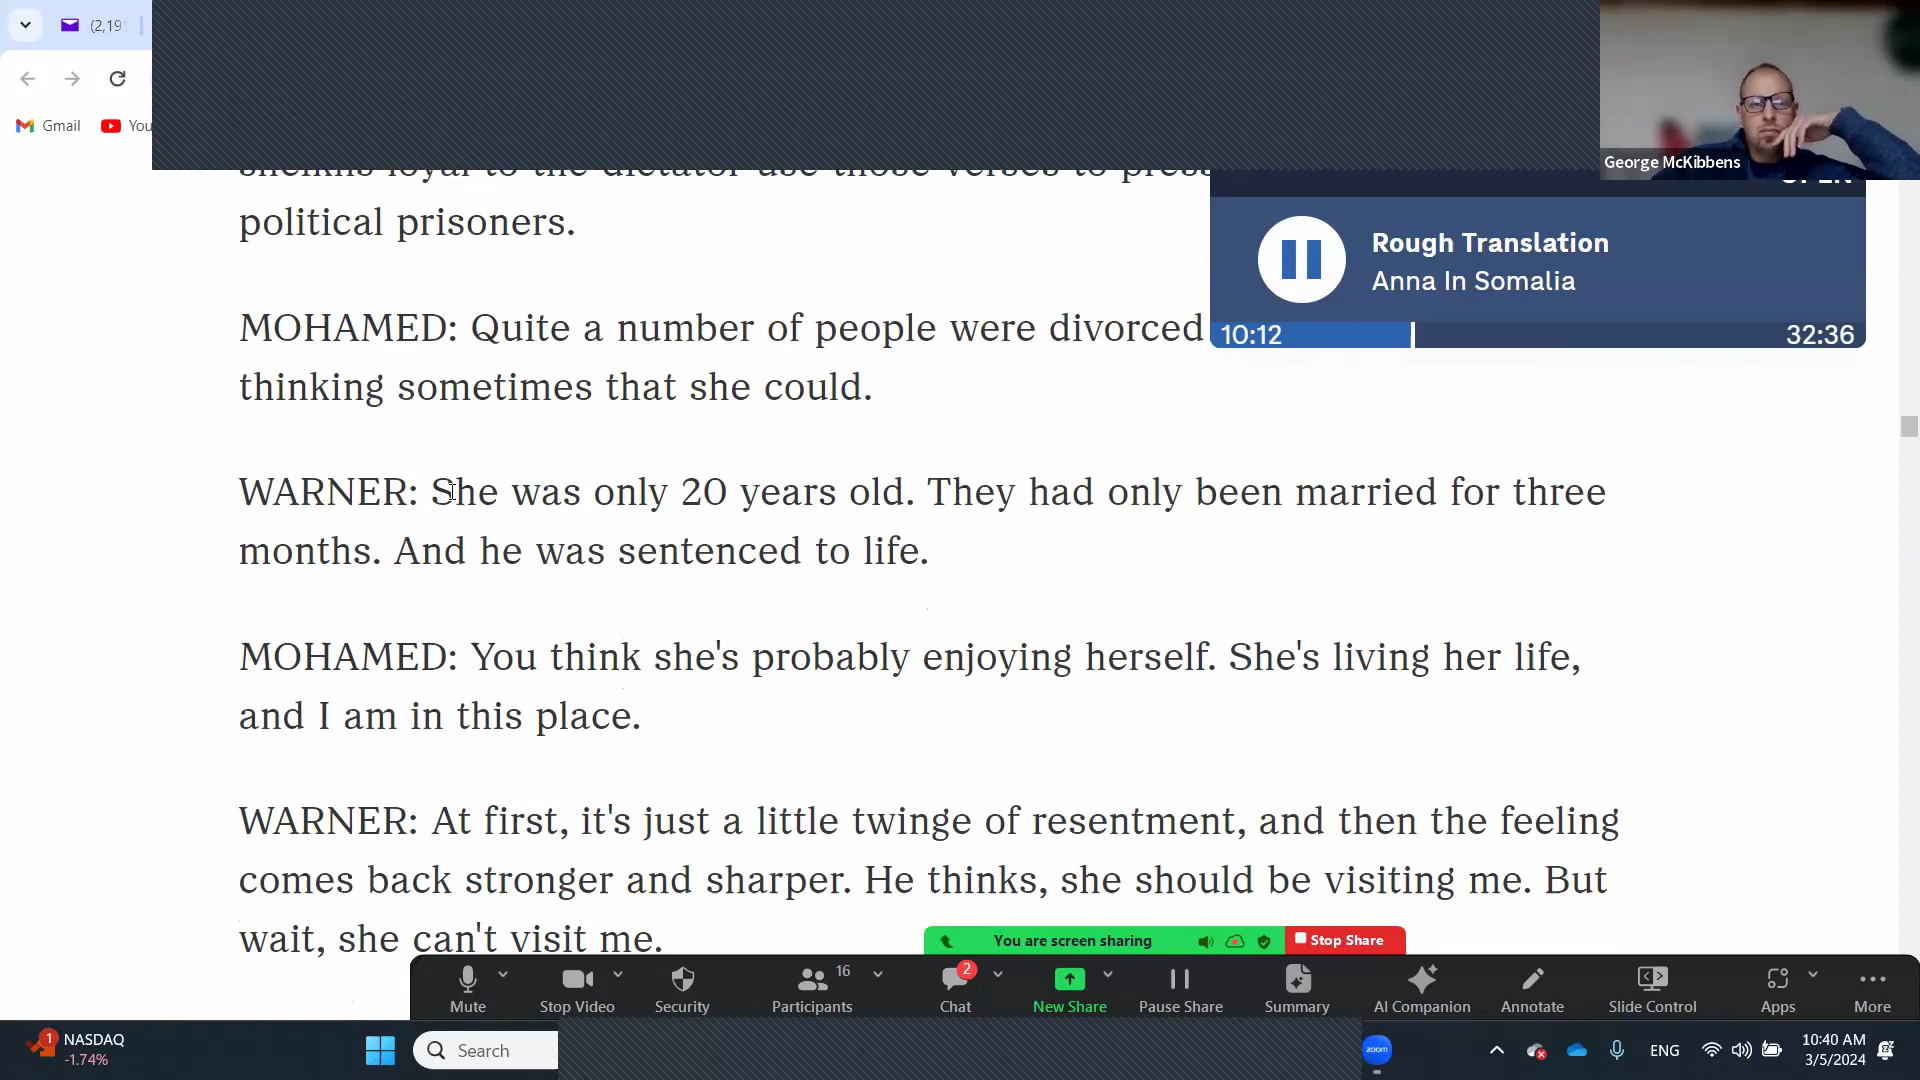 (2,19
Gmail
You
George McKibbens
political prisoners.
Rough Translation
Anna In Somalia
10:12
32:36
MOHAMED: Quite a number of people were divorced
thinking sometimes that she could.
WARNER: She was only 20 years old. They had only been married for three
months. And he was sentenced to life.
MOHAMED: You think she's probably enjoying herself. She's living her life,
and I am in this place.
WARNER: At first, it's just a little twinge of resentment, and then the feeling
comes back stronger and sharper. He thinks, she should be visiting me. But
wait, she can't visit me.
You are screen sharing
Stop Share
16
2
Mute
Stop Video
Security
Participants
Chat
New Share
Pause Share
Summary
AI Companion
Annotate
Slide Control
Apps
More
1
NASDAQ
-1.74%
Search
zoom
ENG
10:40 AM
3/5/2024